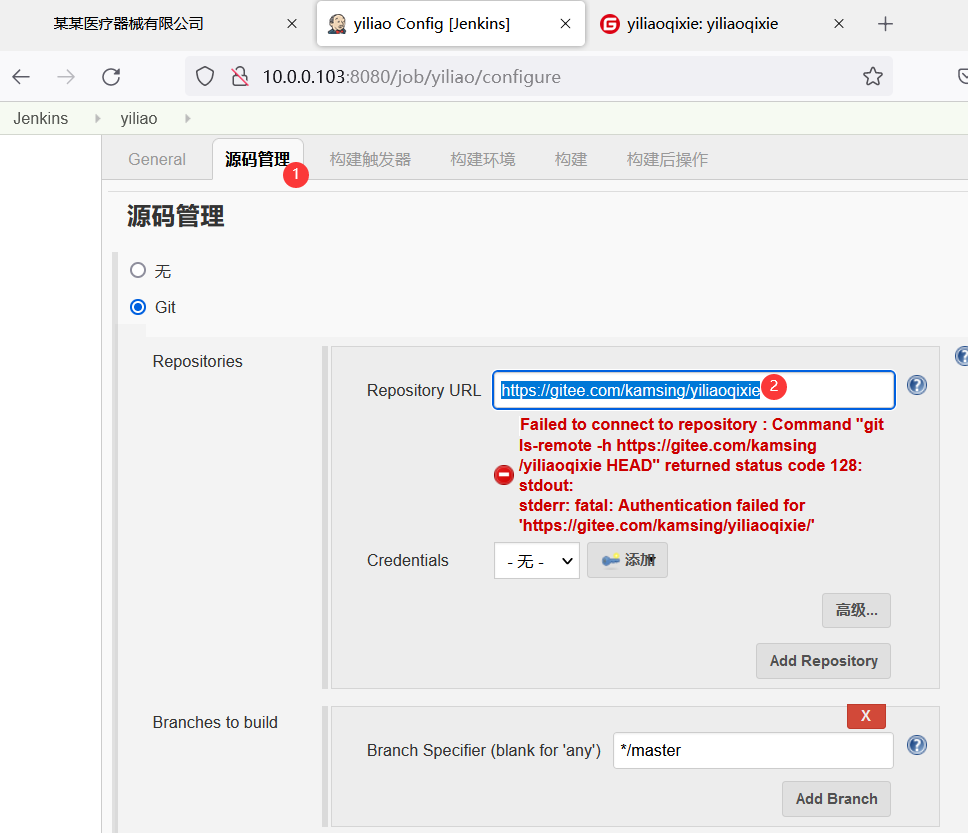 某某医疗器械有限公司
yiliao Config [Jenkins]
yiliaoqixie: yiliaoqixie
10.0.0.103:8080/job/yiliao/configure
Jenkins
yiliao
General
源码管理
1
构建触发器
构建环境
构建
构建后操作
源码管理
无
Git
Repositories
Repository URL
https://gitee.com/kamsing/yiliaoqixie
2
Failed to connect to repository : Command "git
ls-remote -h https://gitee.com/kamsing
/yiliaoqixie HEAD" returned status code 128:
stdout:
stderr: fatal: Authentication failed for
'https://gitee.com/kamsing/yiliaoqixie/'
Credentials
- 无 -
添加
高级...
Add Repository
Branches to build
X
Branch Specifier (blank for 'any')
*/master
Add Branch